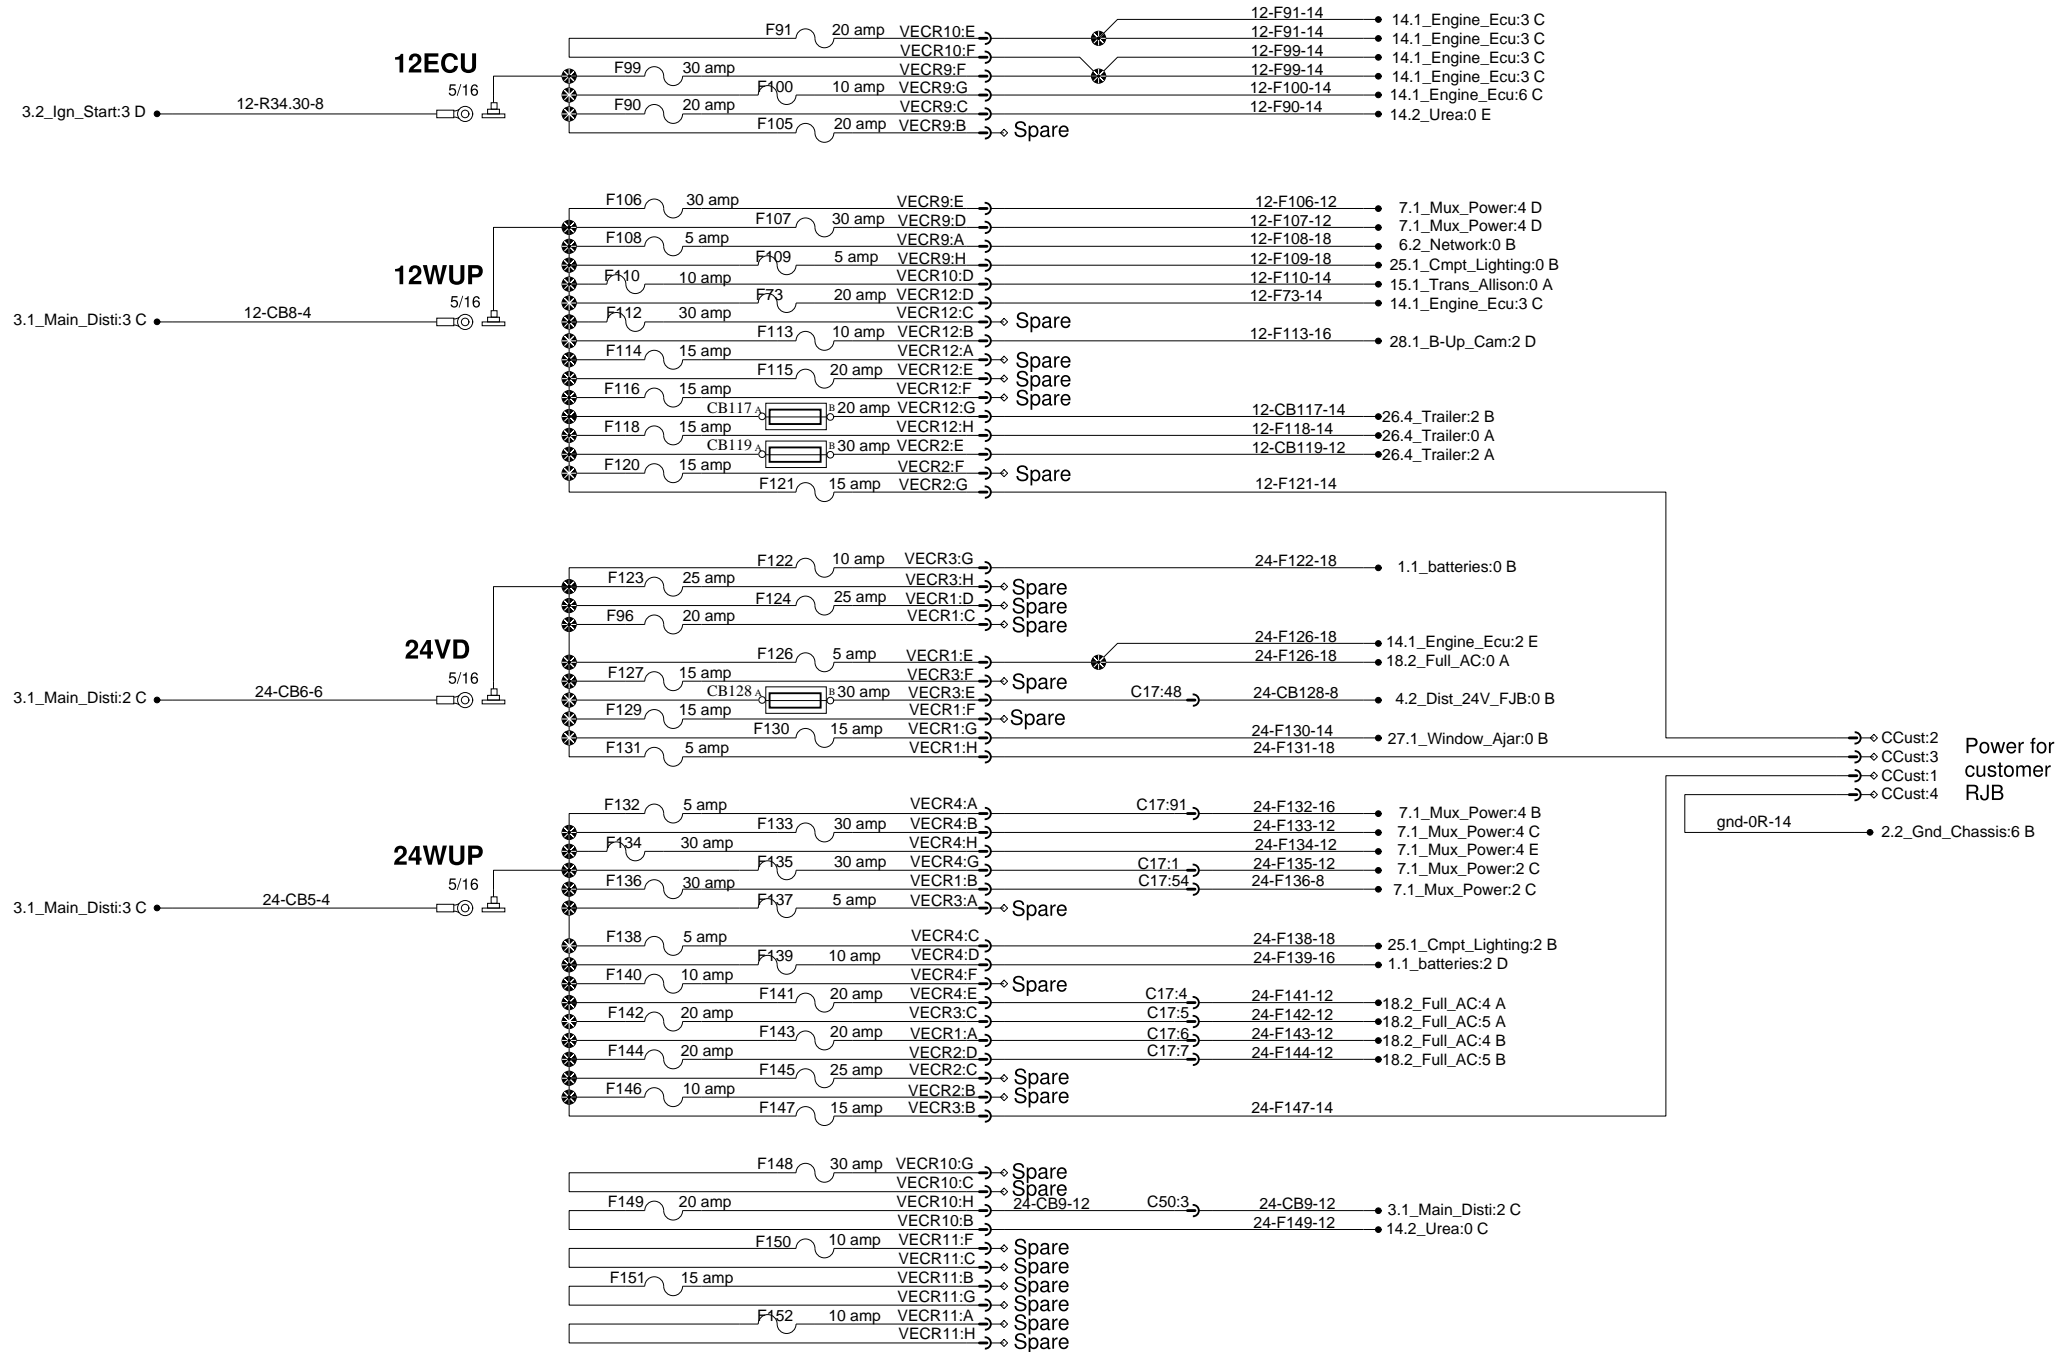 F91 20 amp VECR10:E 12-F91-14 14.1_Engine_Ecu:3 C
12-F91-14 14.1_Engine_Ecu:3 C
VECR10:F 12-F99-14 14.1_Engine_Ecu:3 C
12ECU
F99 30 amp VECR9:F 12-F99-14 14.1_Engine_Ecu:3 C
5/16
F100 10 amp VECR9:G 12-F100-14 14.1_Engine_Ecu:6 C
3.2_Ign_Start:3 D 12-R34.30-8
F90 20 amp VECR9:C 12-F90-14 14.2_Urea:0 E
F105 20 amp VECR9:B Spare
F106 30 amp VECR9:E 12-F106-12 7.1_Mux_Power:4 D
F107 30 amp VECR9:D 12-F107-12 7.1_Mux_Power:4 D
F108 5 amp VECR9:A 12-F108-18 6.2_Network:0 B
F109 5 amp VECR9:H 12-F109-18 25.1_Cmpt_Lighting:0 B
12WUP
F110 10 amp VECR10:D 12-F110-14 15.1_Trans_Allison:0 A
5/16
F73 20 amp VECR12:D 12-F73-14 14.1_Engine_Ecu:3 C
3.1_Main_Disti:3 C 12-CB8-4
F112 30 amp VECR12:C Spare
F113 10 amp VECR12:B 12-F113-16 28.1_B-Up_Cam:2 D
F114 15 amp VECR12:A Spare
F115 20 amp VECR12:E Spare
F116 15 amp VECR12:F Spare
CB117 A B 20 amp VECR12:G 12-CB117-14 26.4_Trailer:2 B
F118 15 amp VECR12:H 12-F118-14 26.4_Trailer:0 A
CB119 A B 30 amp VECR2:E 12-CB119-12 26.4_Trailer:2 A
F120 15 amp VECR2:F Spare
F121 15 amp VECR2:G 12-F121-14
F122 10 amp VECR3:G 24-F122-18 1.1_batteries:0 B
F123 25 amp VECR3:H Spare
F124 25 amp VECR1:D Spare
F96 20 amp VECR1:C Spare
24VD
24-F126-18 14.1_Engine_Ecu:2 E
F126 5 amp VECR1:E 24-F126-18 18.2_Full_AC:0 A
5/16
F127 15 amp VECR3:F Spare
3.1_Main_Disti:2 C 24-CB6-6
CB128 A B 30 amp VECR3:E C17:48 24-CB128-8 4.2_Dist_24V_FJB:0 B
F129 15 amp VECR1:F Spare
F130 15 amp VECR1:G 24-F130-14 27.1_Window_Ajar:0 B
F131 5 amp VECR1:H 24-F131-18
CCust:2
CCust:3
CCust:1
CCust:4
Power for
customer
RJB
gnd-0R-14 2.2_Gnd_Chassis:6 B
F132 5 amp VECR4:A C17:91 24-F132-16 7.1_Mux_Power:4 B
F133 30 amp VECR4:B 24-F133-12 7.1_Mux_Power:4 C
24WUP
F134 30 amp VECR4:H 24-F134-12 7.1_Mux_Power:4 E
F135 30 amp VECR4:G C17:1 24-F135-12 7.1_Mux_Power:2 C
5/16
F136 30 amp VECR1:B C17:54 24-F136-8 7.1_Mux_Power:2 C
3.1_Main_Disti:3 C 24-CB5-4
F137 5 amp VECR3:A Spare
F138 5 amp VECR4:C 24-F138-18 25.1_Cmpt_Lighting:2 B
F139 10 amp VECR4:D 24-F139-16 1.1_batteries:2 D
F140 10 amp VECR4:F Spare
F141 20 amp VECR4:E C17:4 24-F141-12 18.2_Full_AC:4 A
F142 20 amp VECR3:C C17:5 24-F142-12 18.2_Full_AC:5 A
F143 20 amp VECR1:A C17:6 24-F143-12 18.2_Full_AC:4 B
F144 20 amp VECR2:D C17:7 24-F144-12 18.2_Full_AC:5 B
F145 25 amp VECR2:C Spare
F146 10 amp VECR2:B Spare
F147 15 amp VECR3:B 24-F147-14
F148 30 amp VECR10:G Spare
VECR10:C Spare
F149 20 amp VECR10:H 24-CB9-12 C50:3 24-CB9-12 3.1_Main_Disti:2 C
VECR10:B 24-F149-12 14.2_Urea:0 C
F150 10 amp VECR11:F Spare
VECR11:C Spare
F151 15 amp VECR11:B Spare
VECR11:G Spare
F152 10 amp VECR11:A Spare
VECR11:H Spare